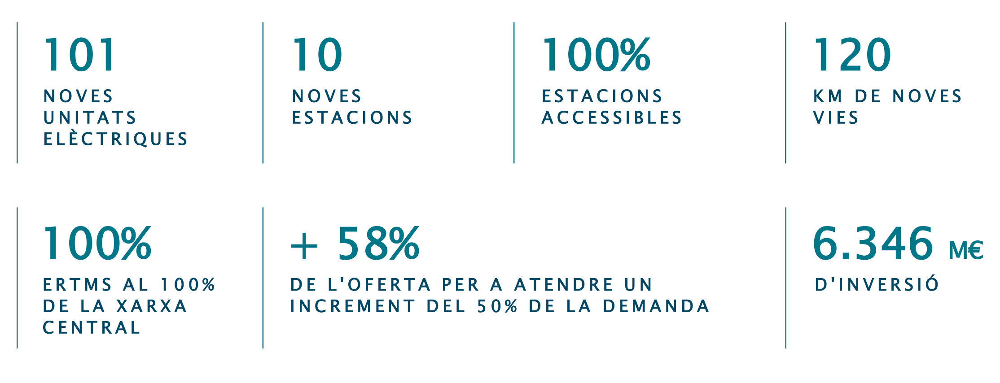 101
NOVES
UNITATS
ELÈCTRIQUES
10
NOVES
ESTACIONS
100%
ESTACIONS
ACCESSIBLES
120
KM DE NOVES
VIES
100%
ERTMS AL 100%
DE LA XARXA
CENTRAL
+ 58%
DE L'OFERTA PER A ATENDRE UN
INCREMENT DEL 50% DE LA DEMANDA
6.346 M€
D'INVERSIÓ